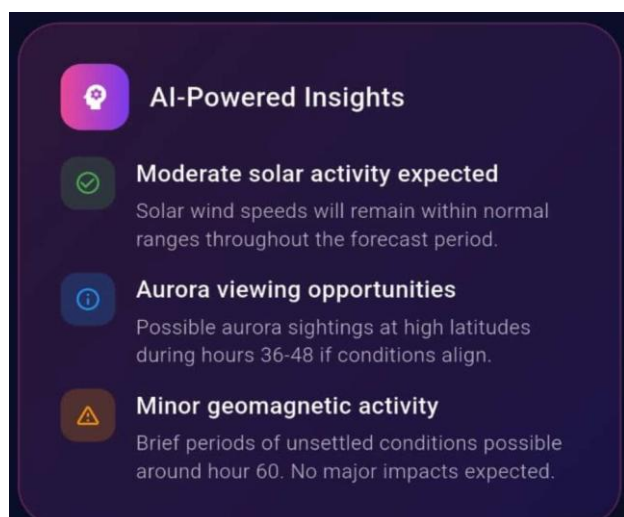 AI-Powered Insights
Moderate solar activity expected
Solar wind speeds will remain within normal
ranges throughout the forecast period.
Aurora viewing opportunities
Possible aurora sightings at high latitudes
during hours 36-48 if conditions align.
Minor geomagnetic activity
Brief periods of unsettled conditions possible
around hour 60. No major impacts expected.